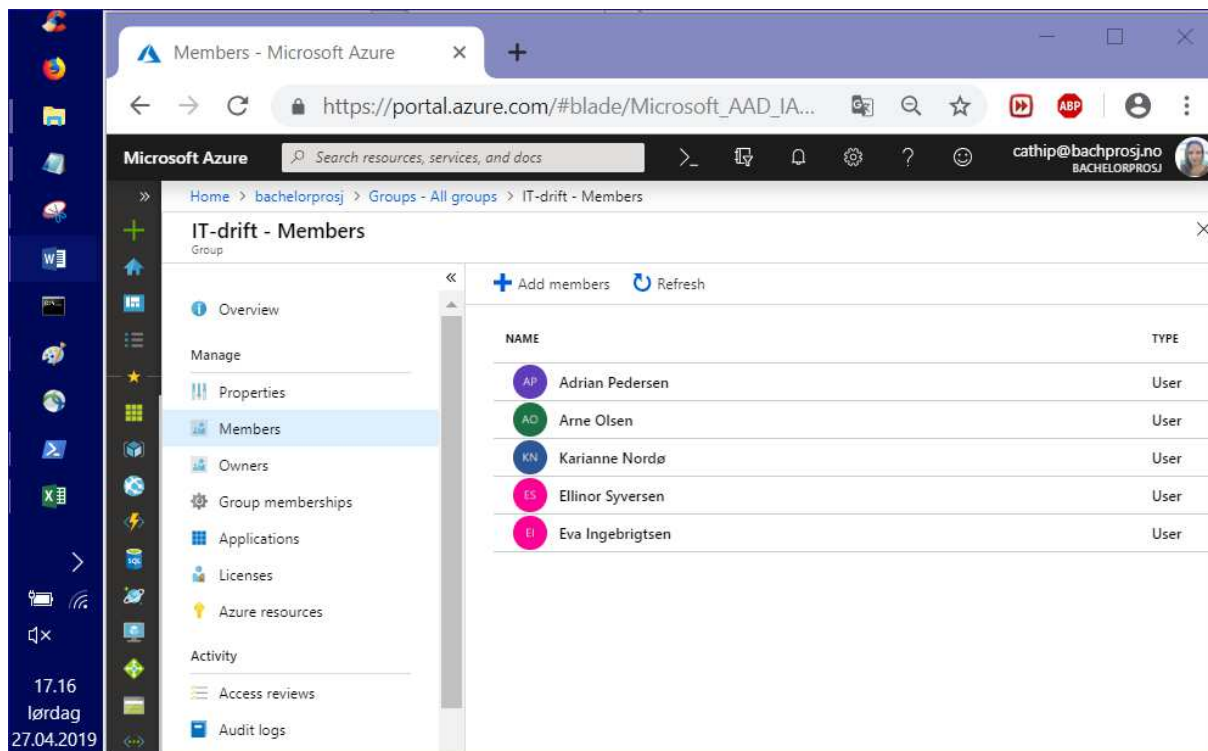 Members - Microsoft Azure
https://portal.azure.com/#blade/Microsoft_AAD_IA...
ABP
Microsoft Azure
Search resources, services, and docs
cathip@bachprosj.no
BACHELORPROSJ
Home > bachelorprosj > Groups - All groups > IT-drift - Members
IT-drift - Members
Group
Add members
Refresh
Overview
Manage
Properties
Members
Owners
Group memberships
Applications
Licenses
Azure resources
Activity
Access reviews
Audit logs
NAME
TYPE
AP Adrian Pedersen User
AO Arne Olsen User
KN Karianne Nordø User
ES Ellinor Syversen User
EI Eva Ingebrigtsen User
SQL
17.16
lørdag
27.04.2019